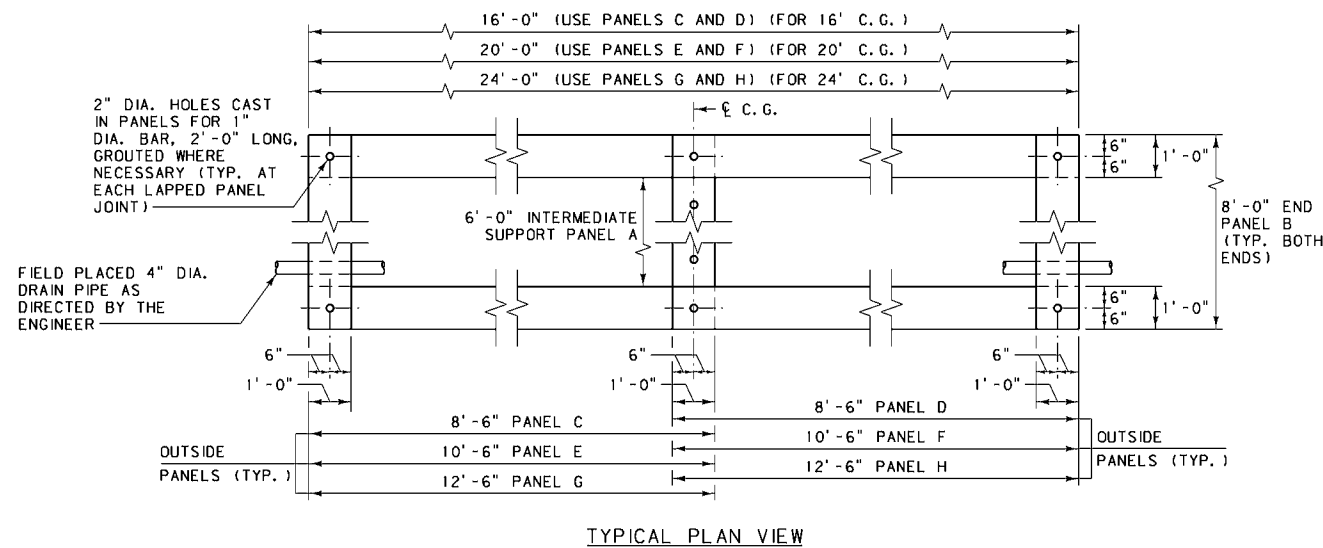 16'-0" (USE PANELS C AND D) (FOR 16' C.G.)
20'-0" (USE PANELS E AND F) (FOR 20' C.G.)
24'-0" (USE PANELS G AND H) (FOR 24' C.G.)
℄ C.G.
2" DIA. HOLES CAST
IN PANELS FOR 1"
DIA. BAR, 2'-0" LONG,
GROUTED WHERE
NECESSARY (TYP. AT
EACH LAPPED PANEL
JOINT)
6"
6"
1'-0"
6'-0" INTERMEDIATE
SUPPORT PANEL A
8'-0" END
PANEL B
(TYP. BOTH
ENDS)
FIELD PLACED 4" DIA.
DRAIN PIPE AS
DIRECTED BY THE
ENGINEER
6"
6"
1'-0"
6"
6"
6"
1'-0"
1'-0"
1'-0"
8'-6" PANEL D
8'-6" PANEL C
10'-6" PANEL F
10'-6" PANEL E
12'-6" PANEL H
12'-6" PANEL G
OUTSIDE
PANELS (TYP.)
OUTSIDE
PANELS (TYP.)
TYPICAL PLAN VIEW